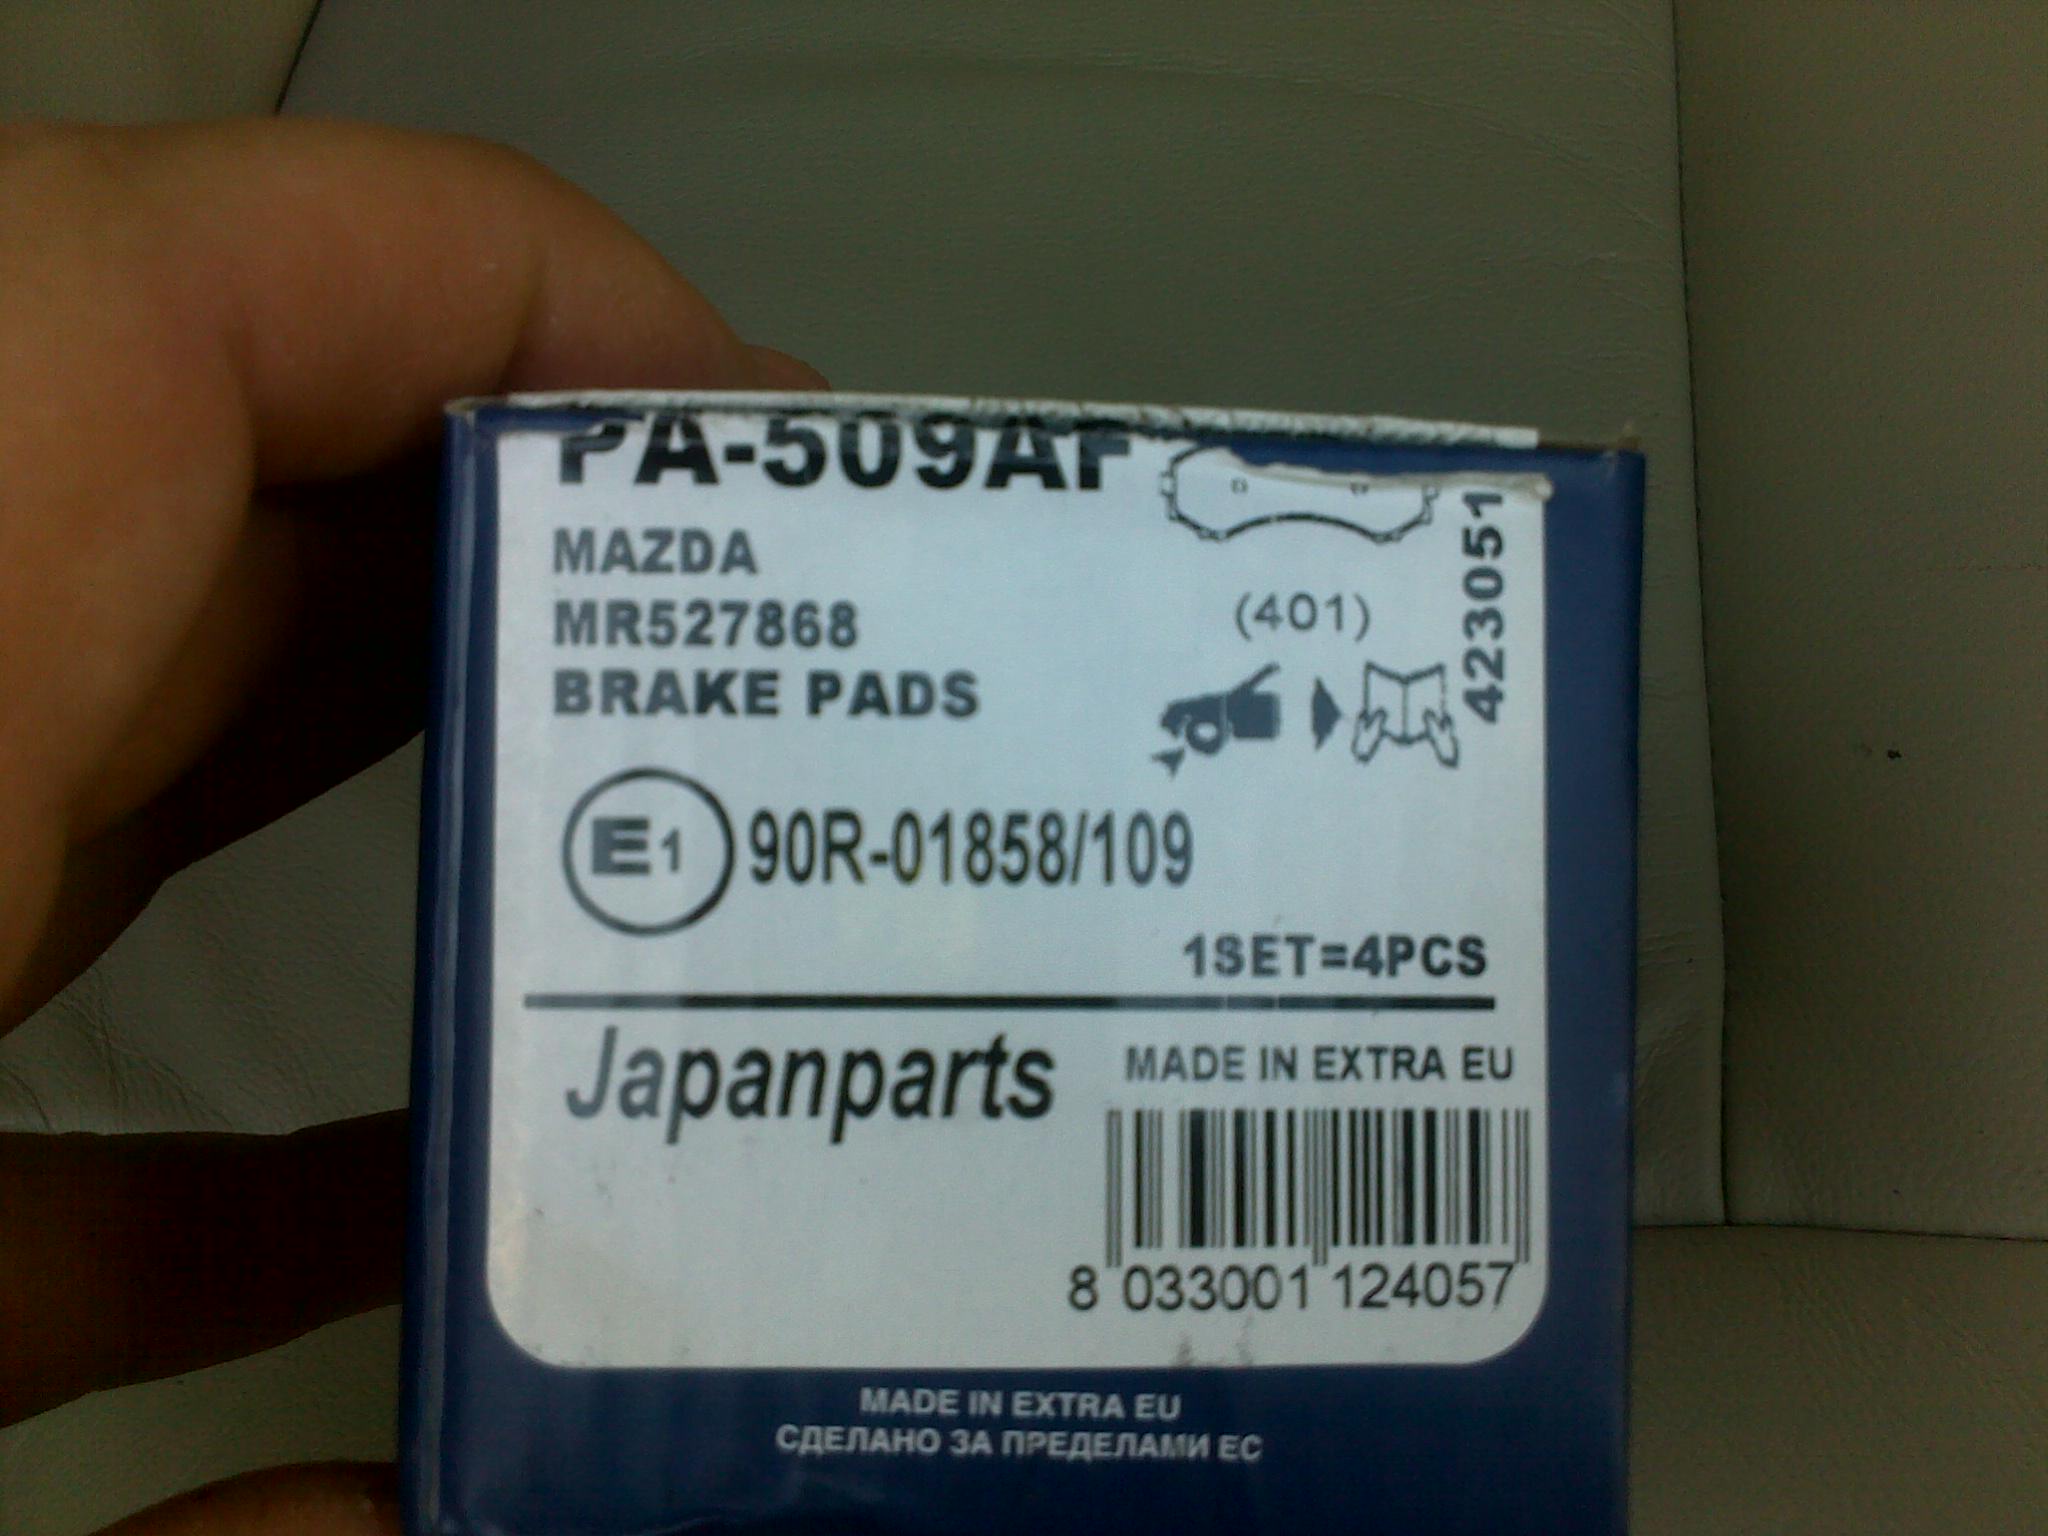 PA-509AF
MAZDA
MR527868
BRAKE PADS
(401)
423051
E1 90R-01858/109
1SET=4PCS
Japanparts
MADE IN EXTRA EU
8 033001 124057
MADE IN EXTRA EU
СДЕЛАНО ЗА ПРЕДЕЛАМИ ЕС